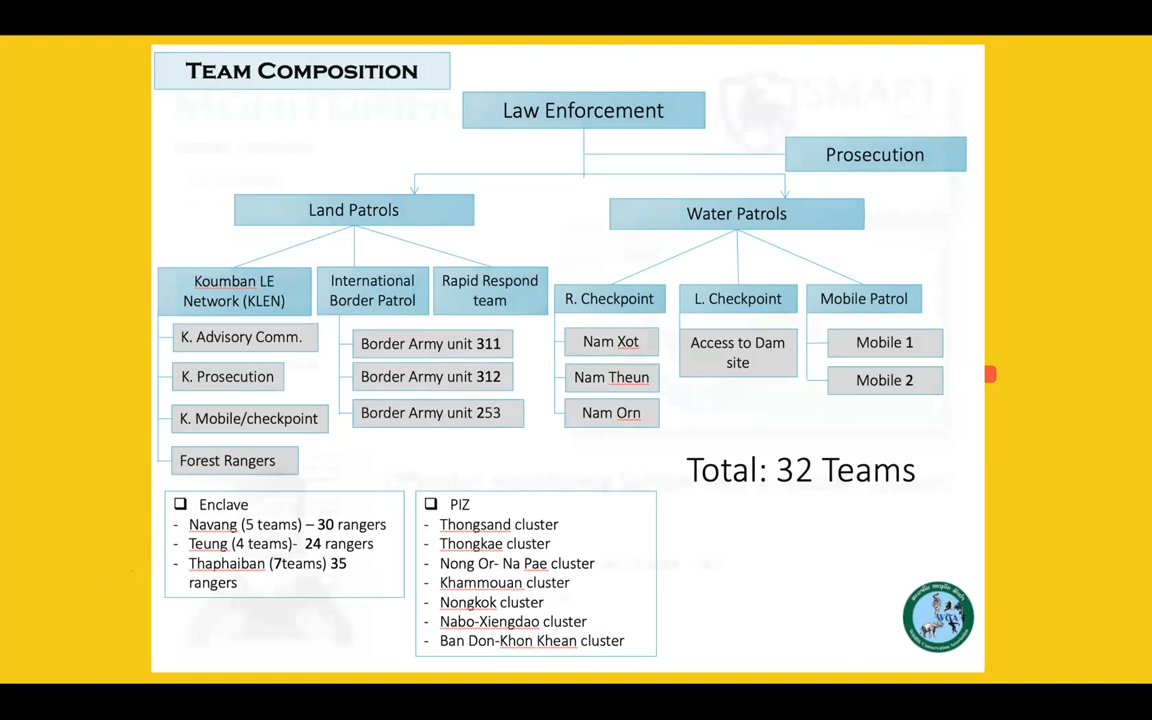 TEAM COMPOSITION
Law Enforcement
Prosecution
Land Patrols
Water Patrols
Koumban LE
Network (KLEN)
International
Border Patrol
Rapid Respond
team
R. Checkpoint
L. Checkpoint
Mobile Patrol
K. Advisory Comm.
K. Prosecution
K. Mobile/checkpoint
Forest Rangers
Border Army unit 311
Border Army unit 312
Border Army unit 253
Nam Xot
Nam Theun
Nam Orn
Access to Dam
site
Mobile 1
Mobile 2
Total: 32 Teams
Enclave
- Navang (5 teams) – 30 rangers
- Teung (4 teams)- 24 rangers
- Thaphaiban (7teams) 35
rangers
PIZ
- Thongsand cluster
- Thongkae cluster
- Nong Or- Na Pae cluster
- Khammouan cluster
- Nongkok cluster
- Nabo-Xiengdao cluster
- Ban Don-Khon Khean cluster
SMART